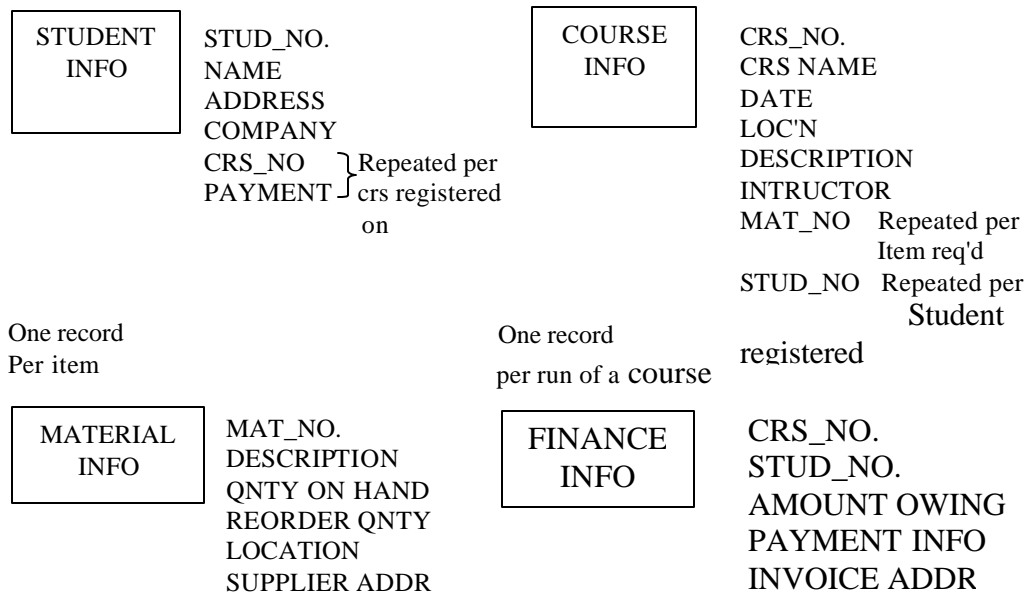 STUDENT
INFO
STUD_NO.
NAME
ADDRESS
COMPANY
CRS_NO Repeated per
PAYMENT crs registered
on
COURSE
INFO
CRS_NO.
CRS NAME
DATE
LOC'N
DESCRIPTION
INTRUCTOR
MAT_NO Repeated per
Item req'd
STUD_NO Repeated per
Student
registered
One record
Per item
One record
per run of a course
MATERIAL
INFO
MAT_NO.
DESCRIPTION
QNTY ON HAND
REORDER QNTY
LOCATION
SUPPLIER ADDR
FINANCE
INFO
CRS_NO.
STUD_NO.
AMOUNT OWING
PAYMENT INFO
INVOICE ADDR